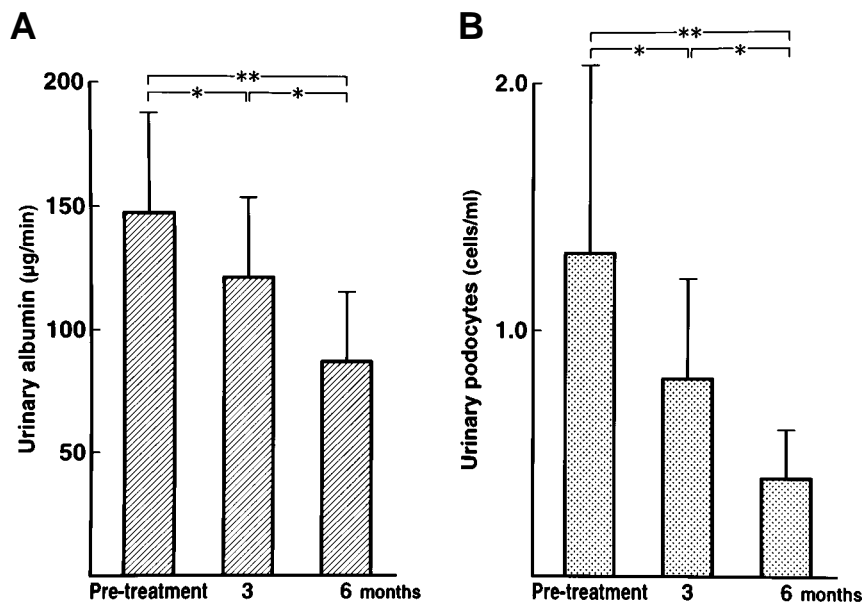 A
**
*
*
200
150
100
50
Urinary albumin (µg/min)
Pre-treatment 3 6 months
B
**
*
*
2.0
1.0
Urinary podocytes (cells/ml)
Pre-treatment 3 6 months